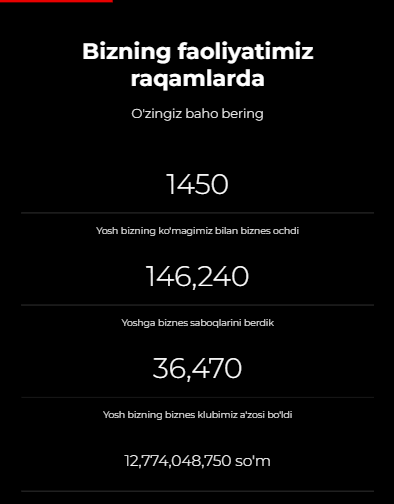 Bizning faoliyatimiz
raqamlarda
O'zingiz baho bering
1450
Yosh bizning ko'magimiz bilan biznes ochdi
146,240
Yoshga biznes saboqlarini berdik
36,470
Yosh bizning biznes klubimiz a'zosi bo'ldi
12,774,048,750 so'm